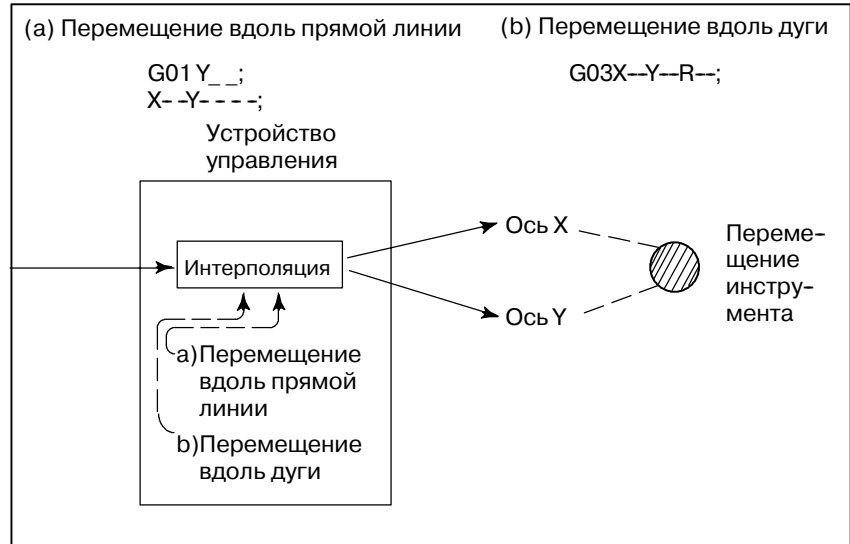 (a) Перемещение вдоль прямой линии
(b) Перемещение вдоль дуги
G01 Y_ _;
X--Y----;
G03X--Y--R--;
Устройство
управления
Интерполяция
a)Перемещение
вдоль прямой
линии
b)Перемещение
вдоль дуги
Ось X
Ось Y
Переме-
щение
инстру-
мента